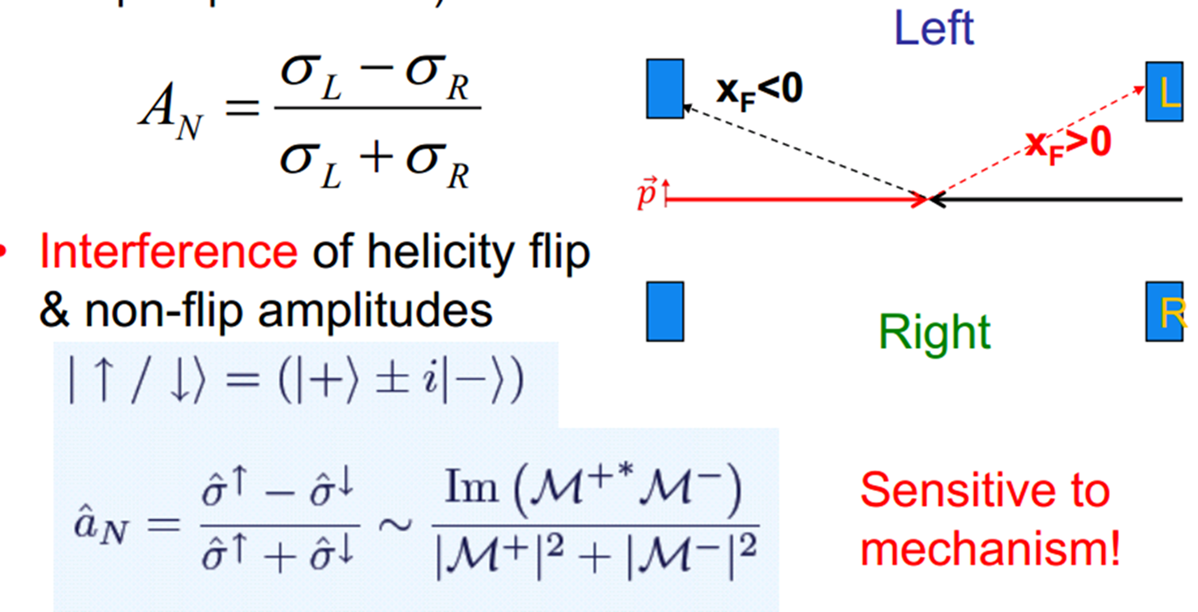 A_N = (σ_L − σ_R) / (σ_L + σ_R)
Left
x_F<0
L
x_F>0
p⃗↑
• Interference of helicity flip
& non-flip amplitudes
Right
R
|↑/↓⟩ = (|+⟩ ± i|−⟩)
â_N = (σ̂↑ − σ̂↓) / (σ̂↑ + σ̂↓) ~ Im (ℳ⁺*ℳ⁻) / (|ℳ⁺|² + |ℳ⁻|²)
Sensitive to
mechanism!